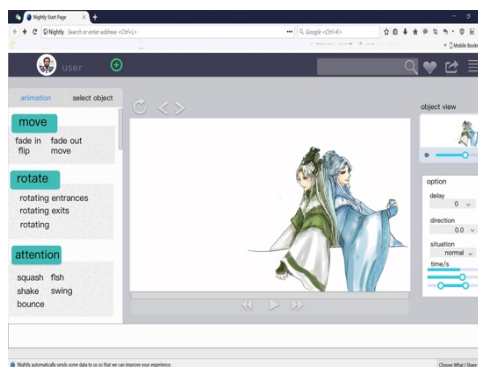 Nightly Start Page
Nightly Search or enter address <Ctrl+L>
Google <Ctrl+K>
Mobile Bookm
user
animation select object
object view
move
fade in fade out
flip move
rotate
rotating entrances
rotating exits
rotating
attention
squash flsh
shake swing
bounce
option
delay
0
direction
0.0
situation
normal
time/s
Nightly automatically sends some data to us so that we can improve your experience.
Choose What I Share